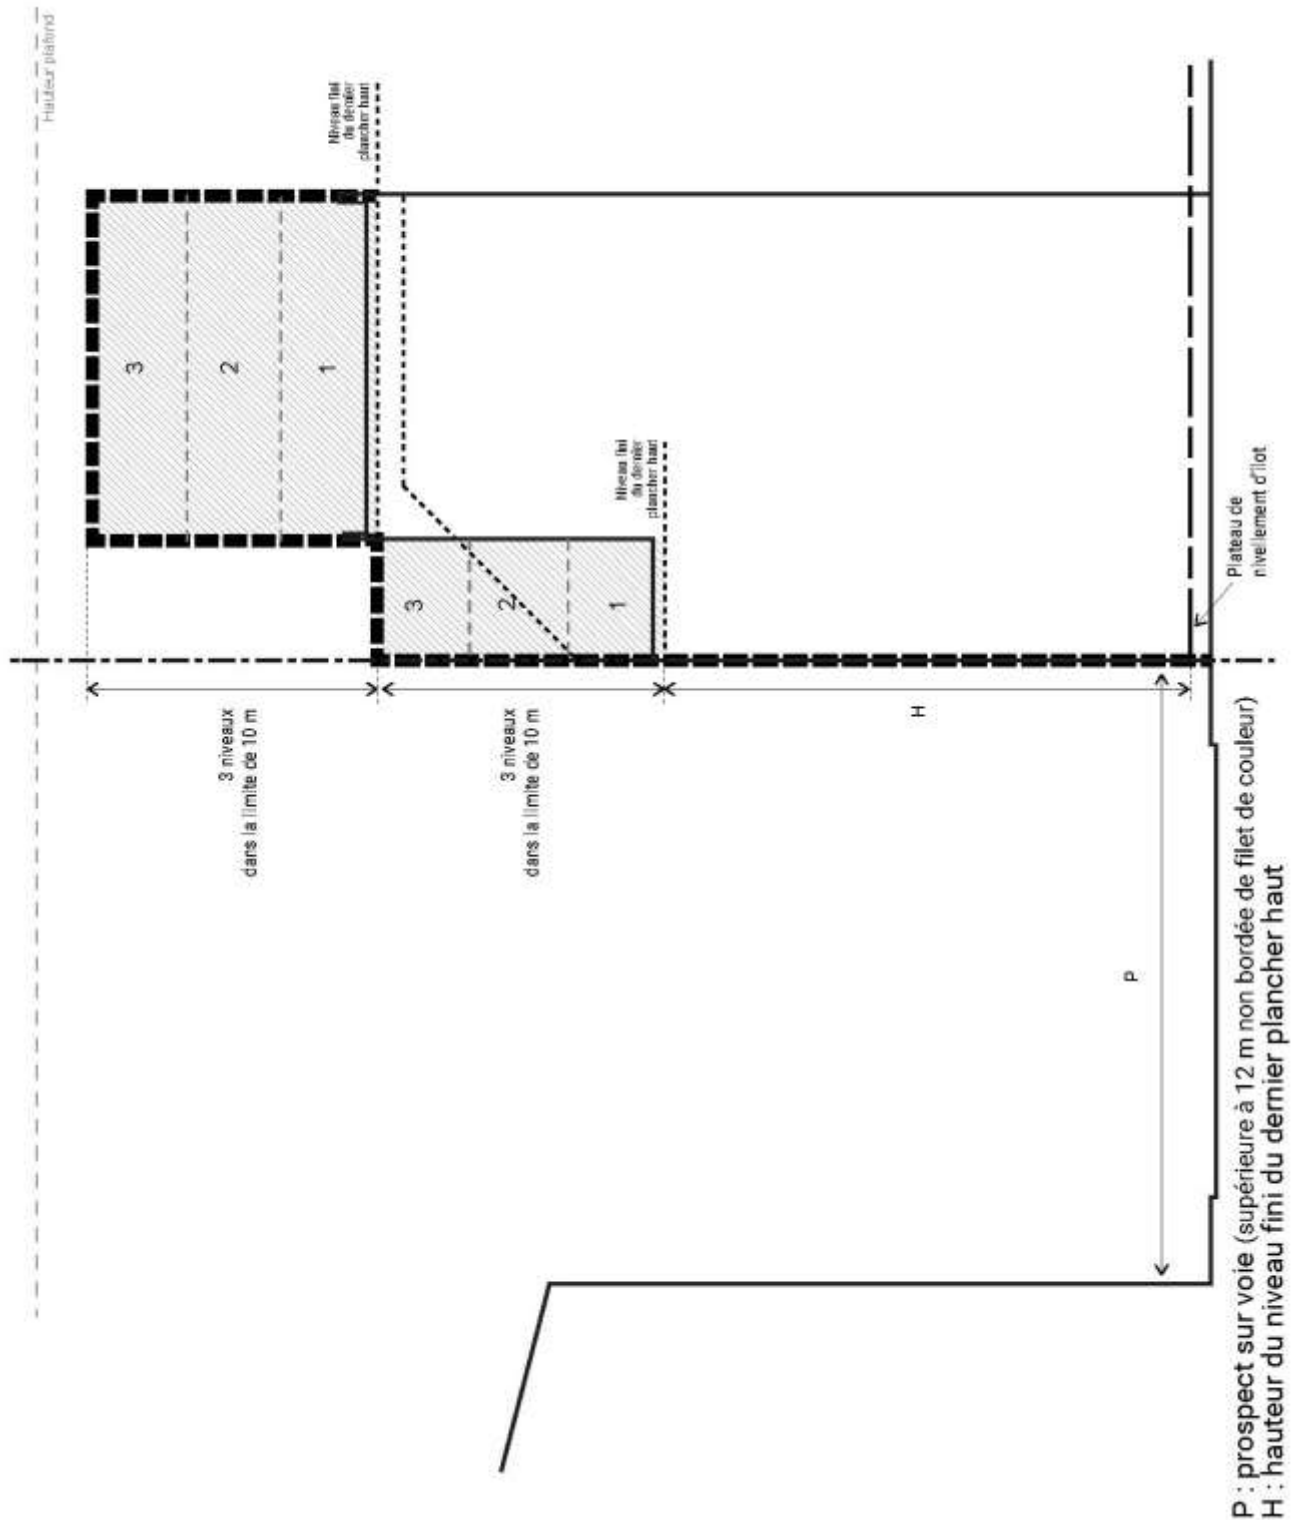 Hauteur plafond
Niveau fini
du dernier
plancher haut
3
2
1
Niveau fini
du dernier
plancher haut
3
2
1
3 niveaux
dans la limite de 10 m
3 niveaux
dans la limite de 10 m
H
P
Plateau de
nivellement d'îlot
P : prospect sur voie (supérieure à 12 m non bordée de filet de couleur)
H : hauteur du niveau fini du dernier plancher haut